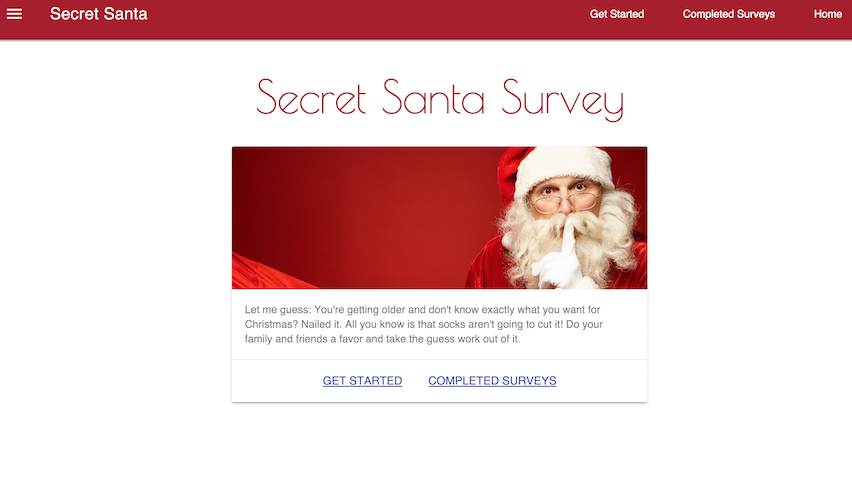 Secret Santa
Get Started
Completed Surveys
Home
Secret Santa Survey
Let me guess: You're getting older and don't know exactly what you want for
Christmas? Nailed it. All you know is that socks aren't going to cut it! Do your
family and friends a favor and take the guess work out of it.
GET STARTED
COMPLETED SURVEYS